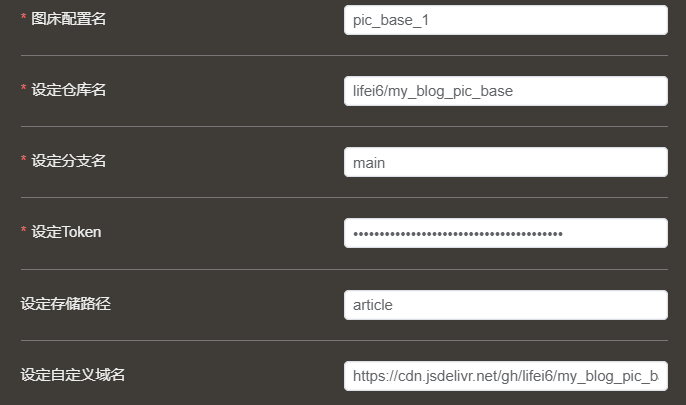 * 图床配置名 pic_base_1
* 设定仓库名 lifei6/my_blog_pic_base
* 设定分支名 main
* 设定Token ••••••••••••••••••••••••••••••••••••••••
设定存储路径 article
设定自定义域名 https://cdn.jsdelivr.net/gh/lifei6/my_blog_pic_b